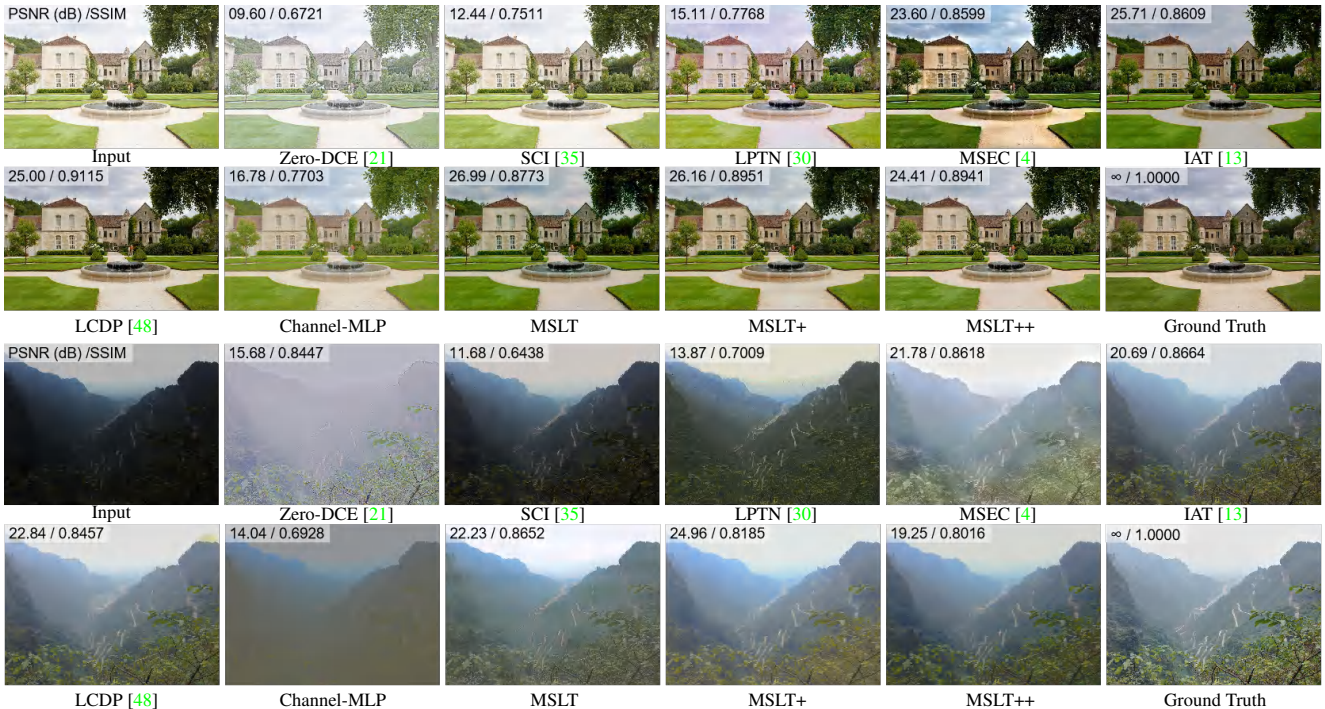 PSNR (dB) /SSIM 09.60 / 0.6721 12.44 / 0.7511 15.11 / 0.7768 23.60 / 0.8599 25.71 / 0.8609
Input Zero-DCE [21] SCI [35] LPTN [30] MSEC [4] IAT [13]
25.00 / 0.9115 16.78 / 0.7703 26.99 / 0.8773 26.16 / 0.8951 24.41 / 0.8941 ∞ / 1.0000
LCDP [48] Channel-MLP MSLT MSLT+ MSLT++ Ground Truth
PSNR (dB) /SSIM 15.68 / 0.8447 11.68 / 0.6438 13.87 / 0.7009 21.78 / 0.8618 20.69 / 0.8664
Input Zero-DCE [21] SCI [35] LPTN [30] MSEC [4] IAT [13]
22.84 / 0.8457 14.04 / 0.6928 22.23 / 0.8652 24.96 / 0.8185 19.25 / 0.8016 ∞ / 1.0000
LCDP [48] Channel-MLP MSLT MSLT+ MSLT++ Ground Truth